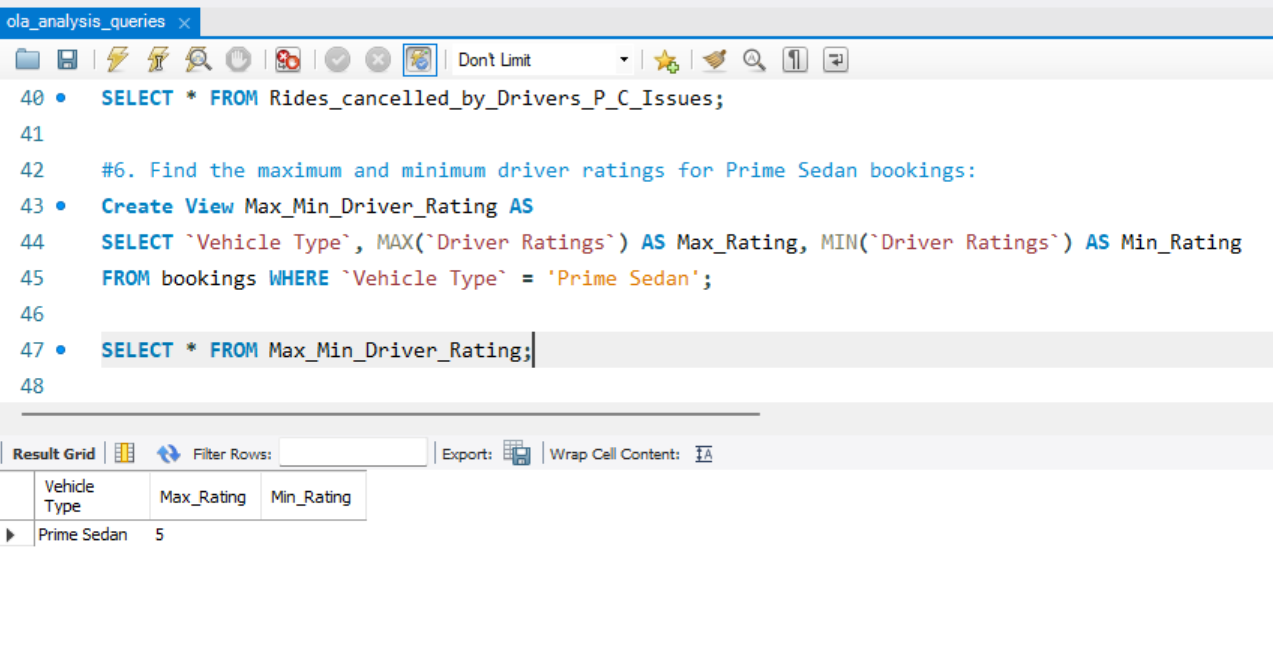 ola_analysis_queries ×
Don't Limit
40 SELECT * FROM Rides_cancelled_by_Drivers_P_C_Issues;
41
42 #6. Find the maximum and minimum driver ratings for Prime Sedan bookings:
43 Create View Max_Min_Driver_Rating AS
44 SELECT `Vehicle Type`, MAX(`Driver Ratings`) AS Max_Rating, MIN(`Driver Ratings`) AS Min_Rating
45 FROM bookings WHERE `Vehicle Type` = 'Prime Sedan';
46
47 SELECT * FROM Max_Min_Driver_Rating;
48
Result Grid Filter Rows: Export: Wrap Cell Content: IA
Vehicle Type Max_Rating Min_Rating
Prime Sedan 5